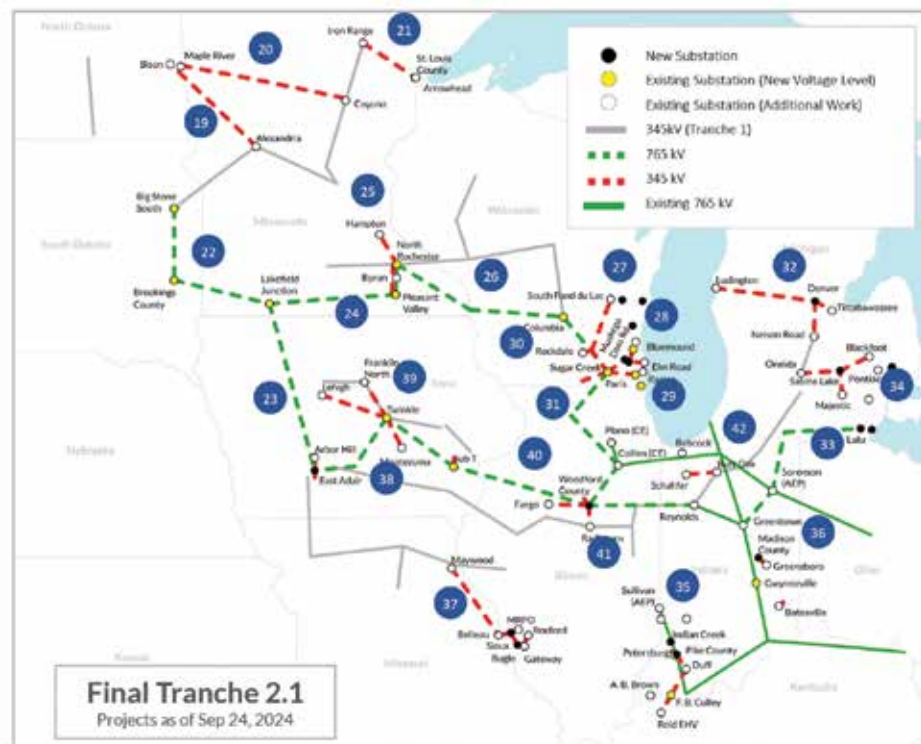 North Dakota
Bison
Maple River
20
Iron Range
21
St. Louis
County
Arrowhead
19
Cuyuna
Alexandria
25
Big Stone
South
Minnesota
Hampton
Wisconsin
South Dakota
22
North
Rochester
Byron
26
Brookings
County
Lakefield
Junction
24
Pleasant
Valley
South Fond du Lac
27
28
Columbia
Bluemound
30
Rockdale
Sugar Creek
Elm Road
Paris
29
31
Michigan
Ludington
32
Denver
Tittabawassee
Nelson Road
Blackfoot
Oneida
Pontiac
Sabine Lake
34
Majestic
Franklin
North
39
Lehigh
Iowa
Twinkle
23
Nebraska
Arbor Hill
East Adair
38
Montezuma
Sub T
40
Plano (CE)
Collins (CE)
Babcock
42
33
Lulu
Schahfer
Sorenson
(AEP)
Woodford
County
Fargo
Reynolds
Greentown
36
41
Madison
County
Greensboro
Illinois
Ohio
Gwynneville
35
Maywood
Sullivan
(AEP)
Batesville
37
Indian Creek
Belleau
MRPD
Sioux
Bugle
Gateway
Petersburg
Pike County
Duff
Kansas
Missouri
A. B. Brown
F. B. Culley
Kentucky
Reid EHV
New Substation
Existing Substation (New Voltage Level)
Existing Substation (Additional Work)
345kV (Tranche 1)
765 kV
345 kV
Existing 765 kV
Final Tranche 2.1
Projects as of Sep 24, 2024